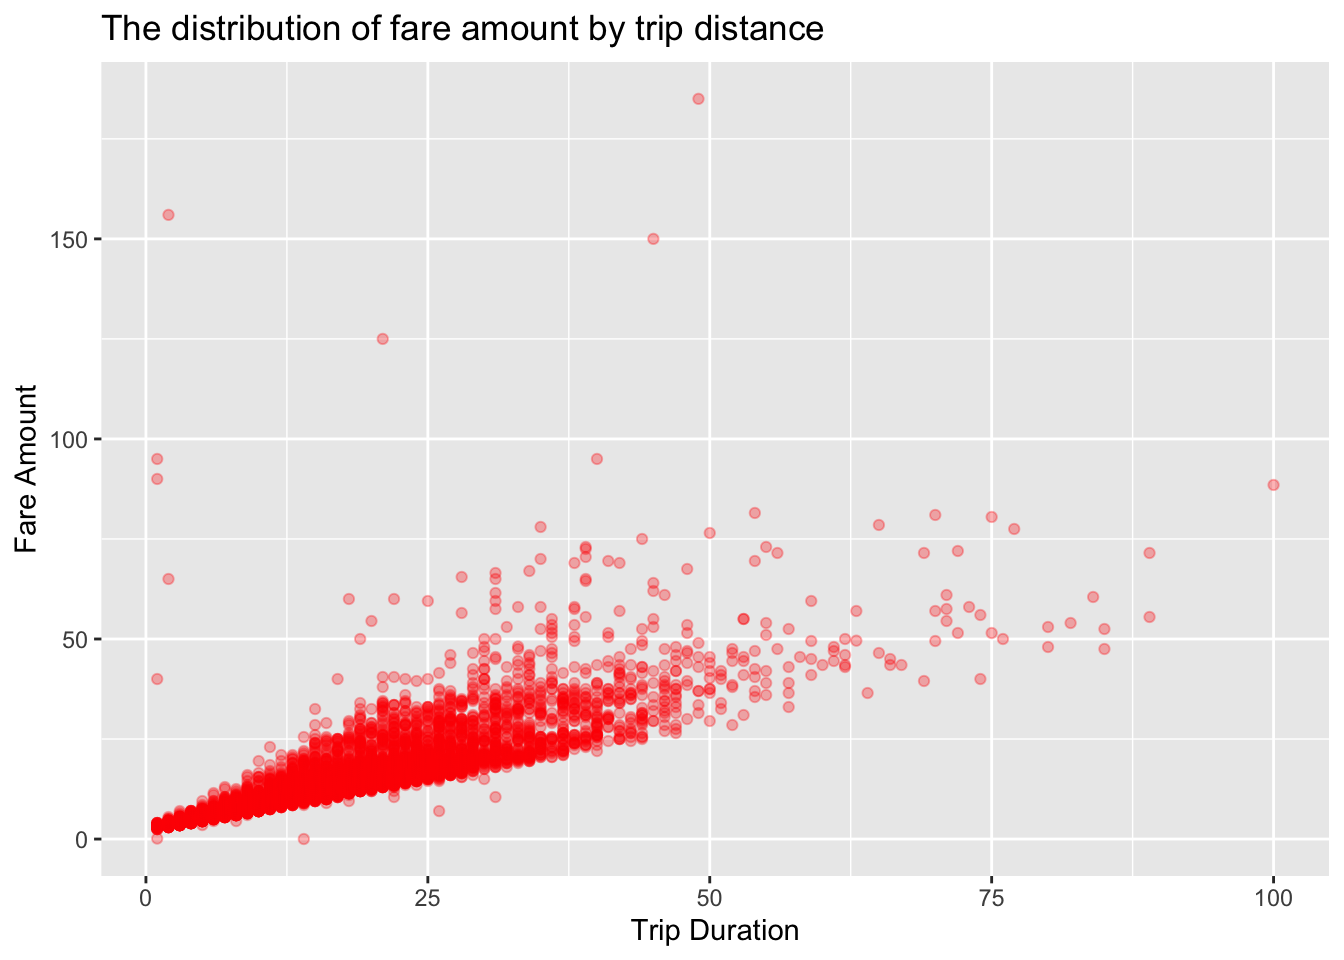 The distribution of fare amount by trip distance
150
100
50
0
Fare Amount
0 25 50 75 100
Trip Duration